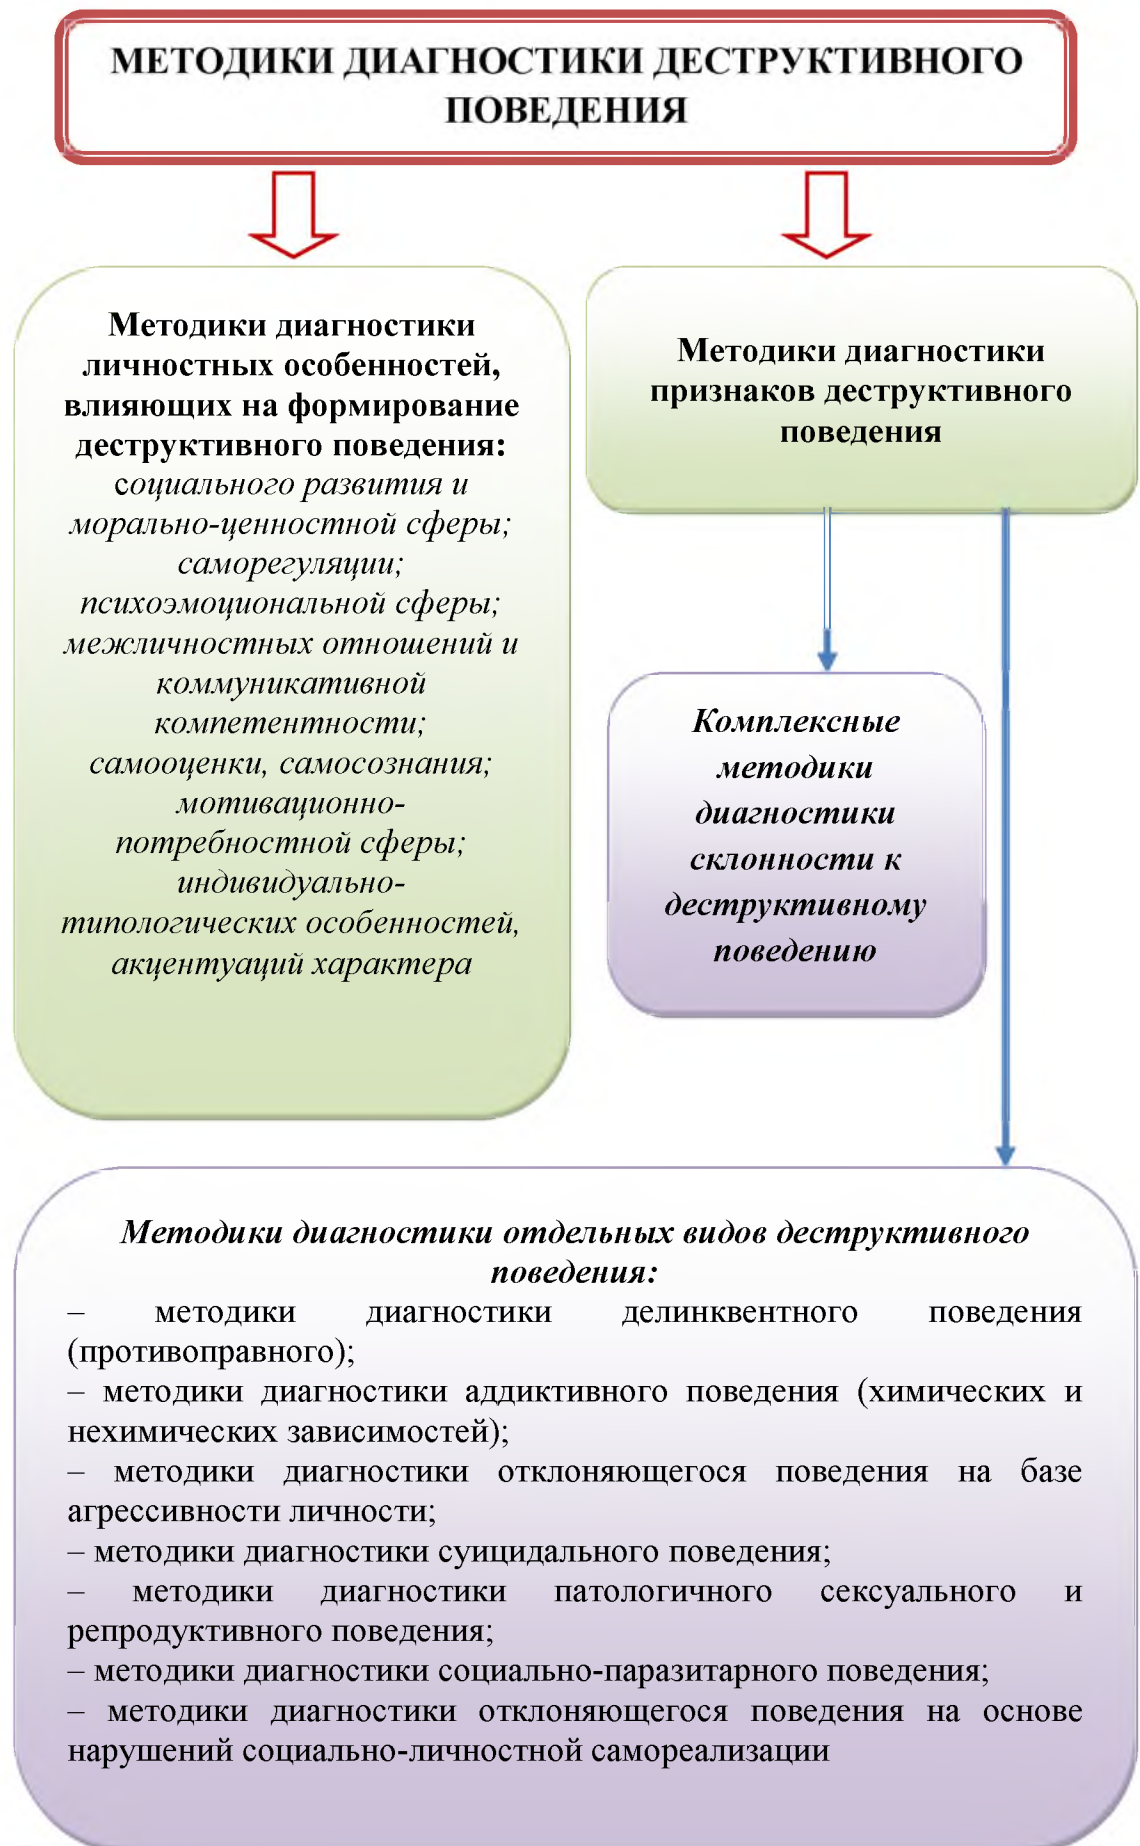 МЕТОДИКИ ДИАГНОСТИКИ ДЕСТРУКТИВНОГО
ПОВЕДЕНИЯ
Методики диагностики
личностных особенностей,
влияющих на формирование
деструктивного поведения:
социального развития и
морально-ценностной сферы;
саморегуляции;
психоэмоциональной сферы;
межличностных отношений и
коммуникативной
компетентности;
самооценки, самосознания;
мотивационно-
потребностной сферы;
индивидуально-
типологических особенностей,
акцентуаций характера
Методики диагностики
признаков деструктивного
поведения
Комплексные
методики
диагностики
склонности к
деструктивному
поведению
Методики диагностики отдельных видов деструктивного
поведения:
– методики диагностики делинквентного поведения
(противоправного);
– методики диагностики аддиктивного поведения (химических и
нехимических зависимостей);
– методики диагностики отклоняющегося поведения на базе
агрессивности личности;
– методики диагностики суицидального поведения;
– методики диагностики патологичного сексуального и
репродуктивного поведения;
– методики диагностики социально-паразитарного поведения;
– методики диагностики отклоняющегося поведения на основе
нарушений социально-личностной самореализации